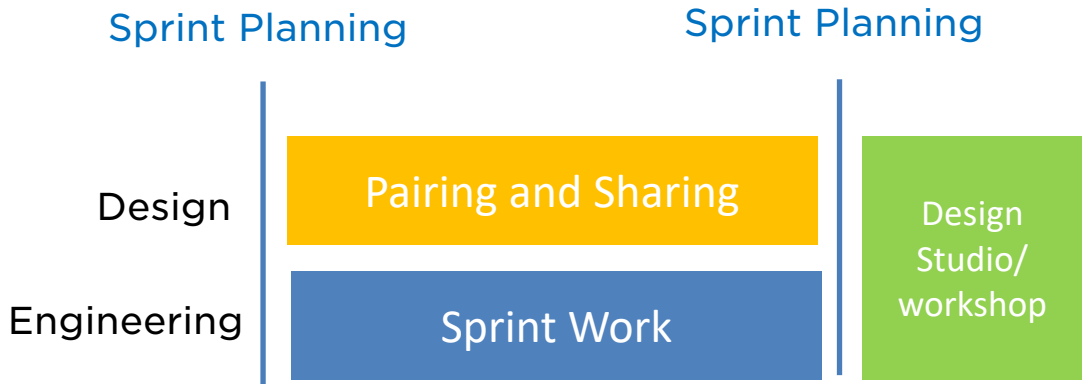 Sprint Planning
Sprint Planning
Design
Pairing and Sharing
Design
Studio/
workshop
Engineering
Sprint Work